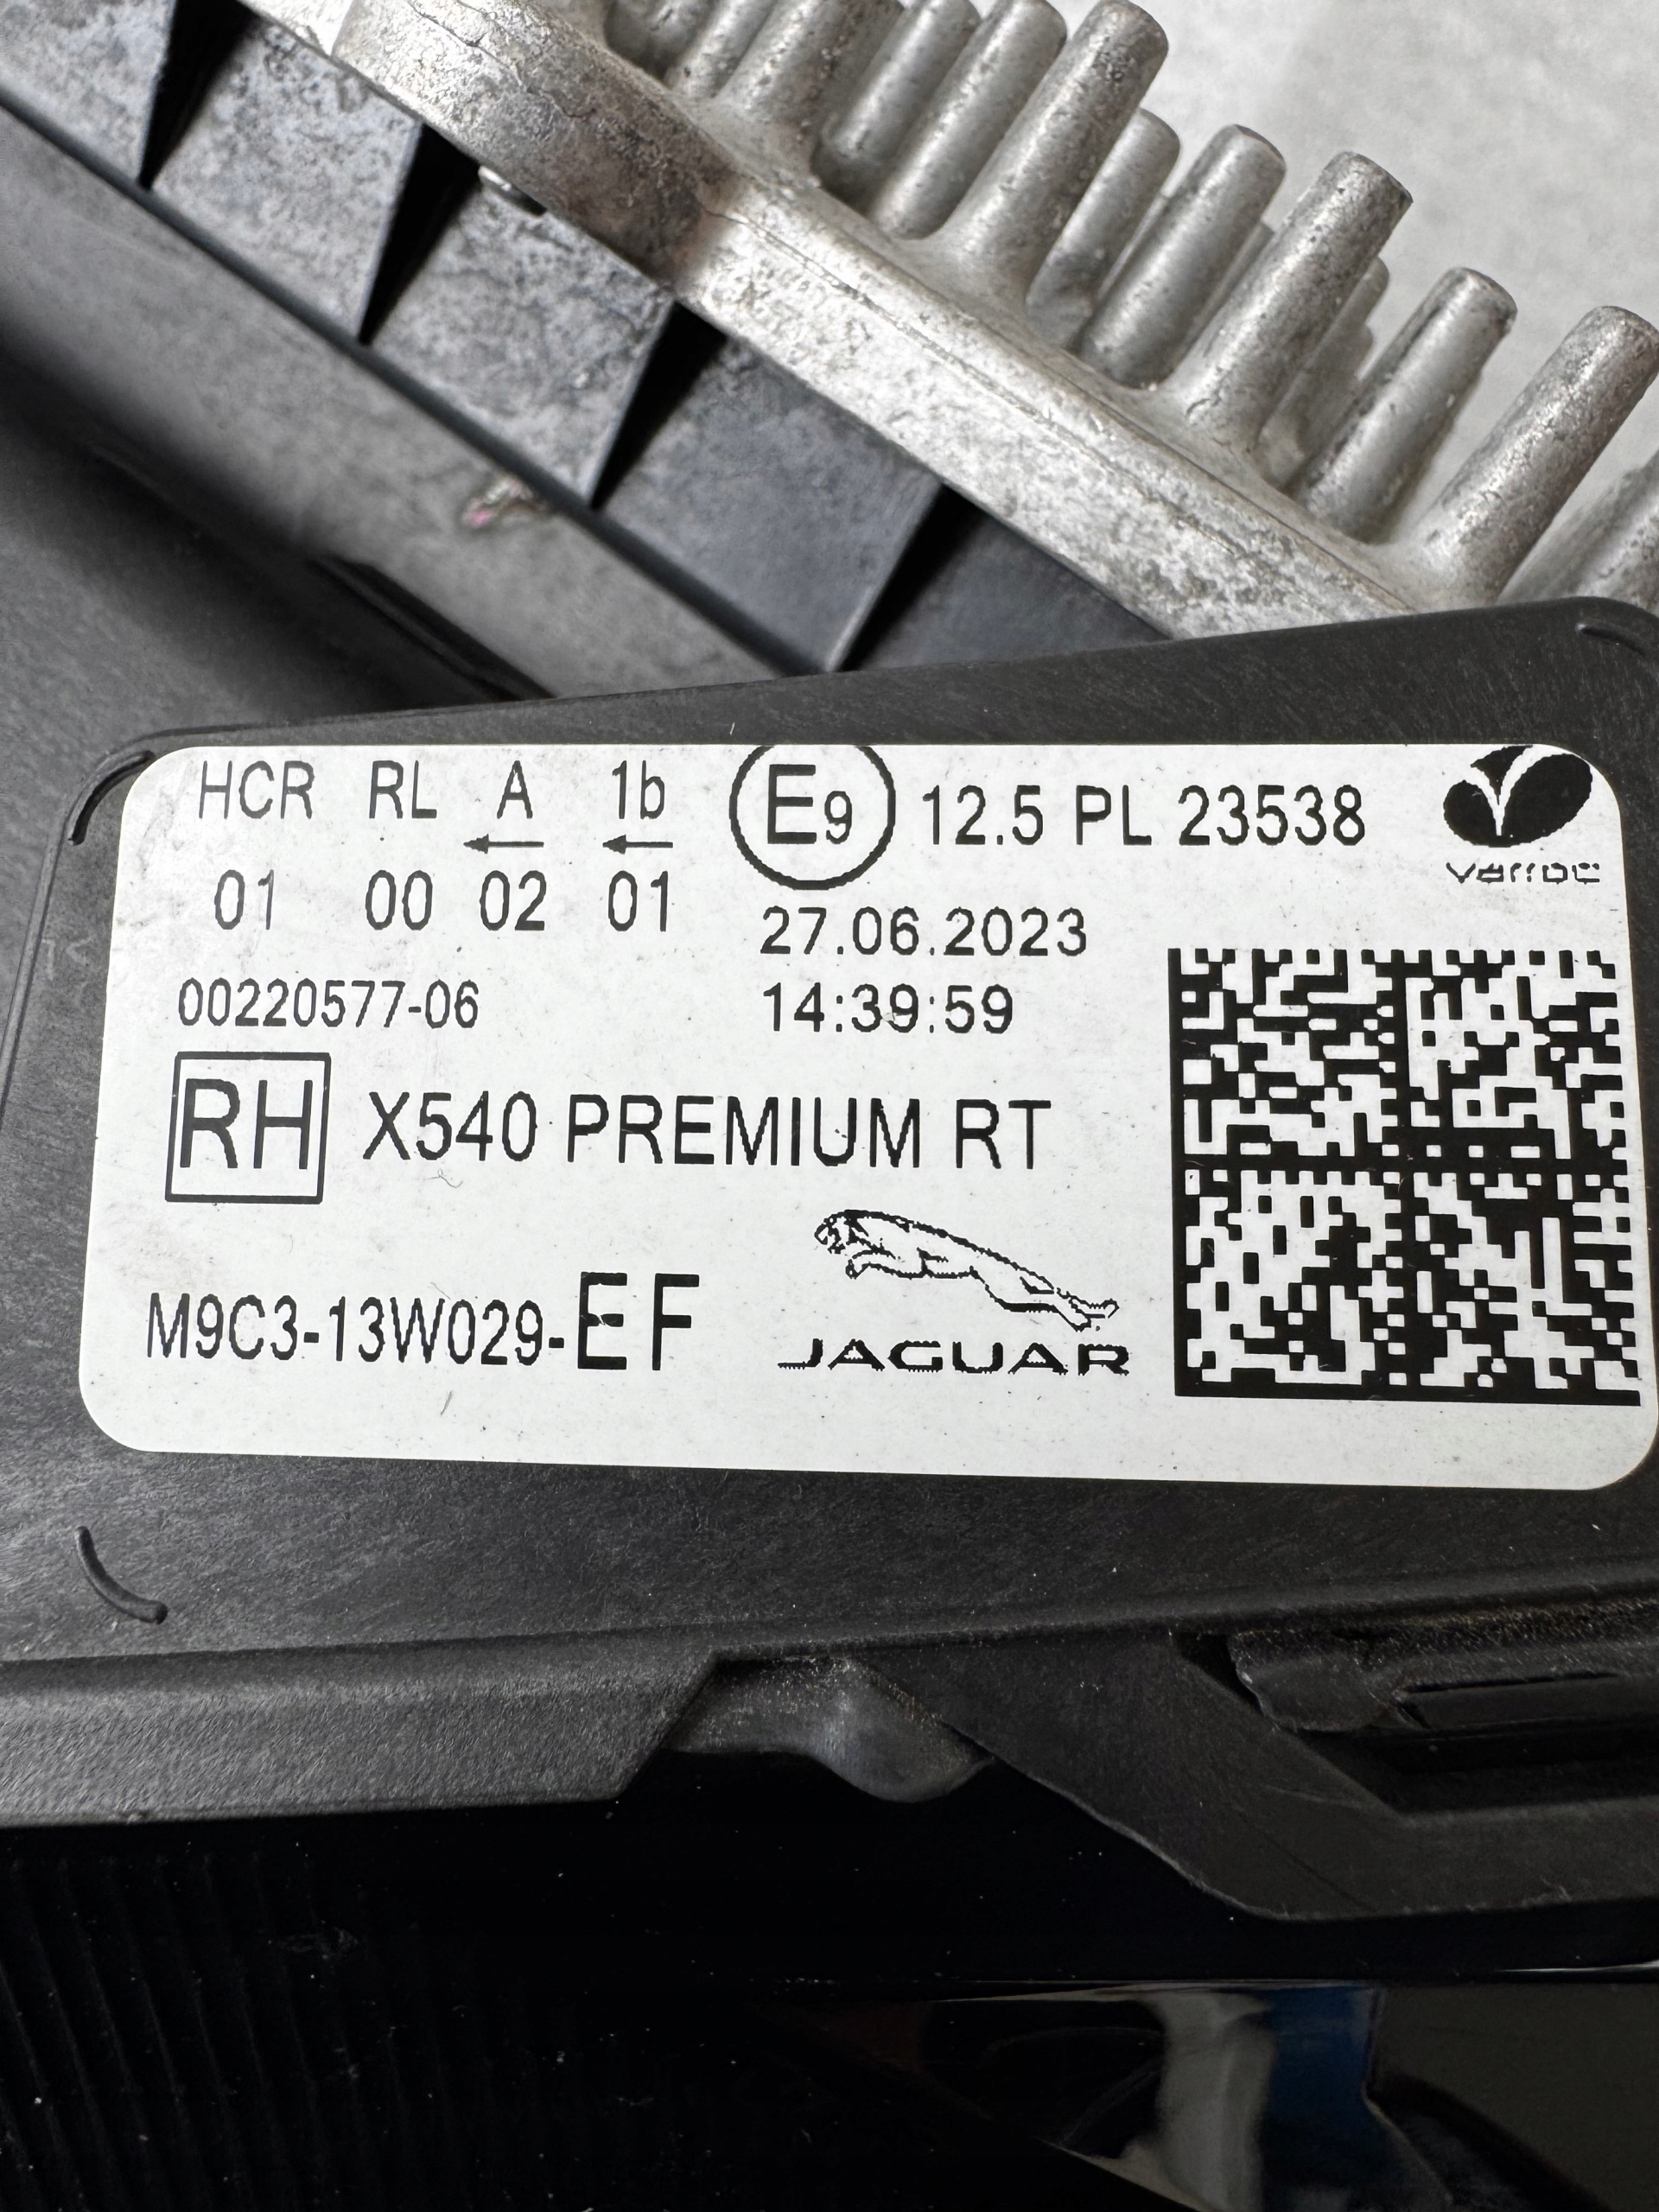 HCR RL A 1b
← ←
01 00 02 01
E9 12.5 PL 23538
varroc
27.06.2023
14:39:59
00220577-06
RH X540 PREMIUM RT
M9C3-13W029-EF
JAGUAR